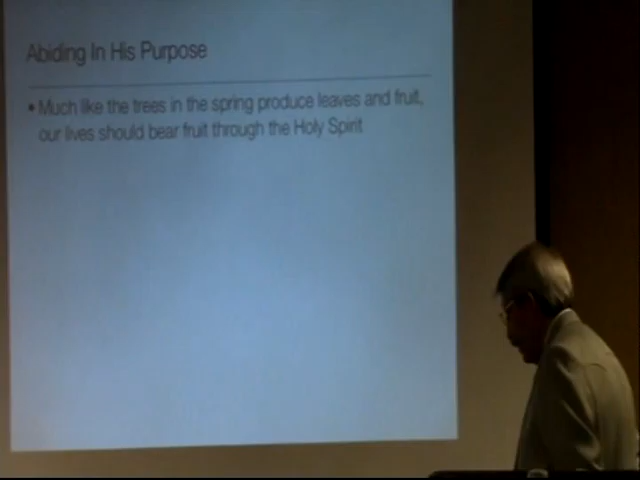 Abiding In His Purpose
• Much like the trees in the spring produce leaves and fruit,
our lives should bear fruit through the Holy Spirit